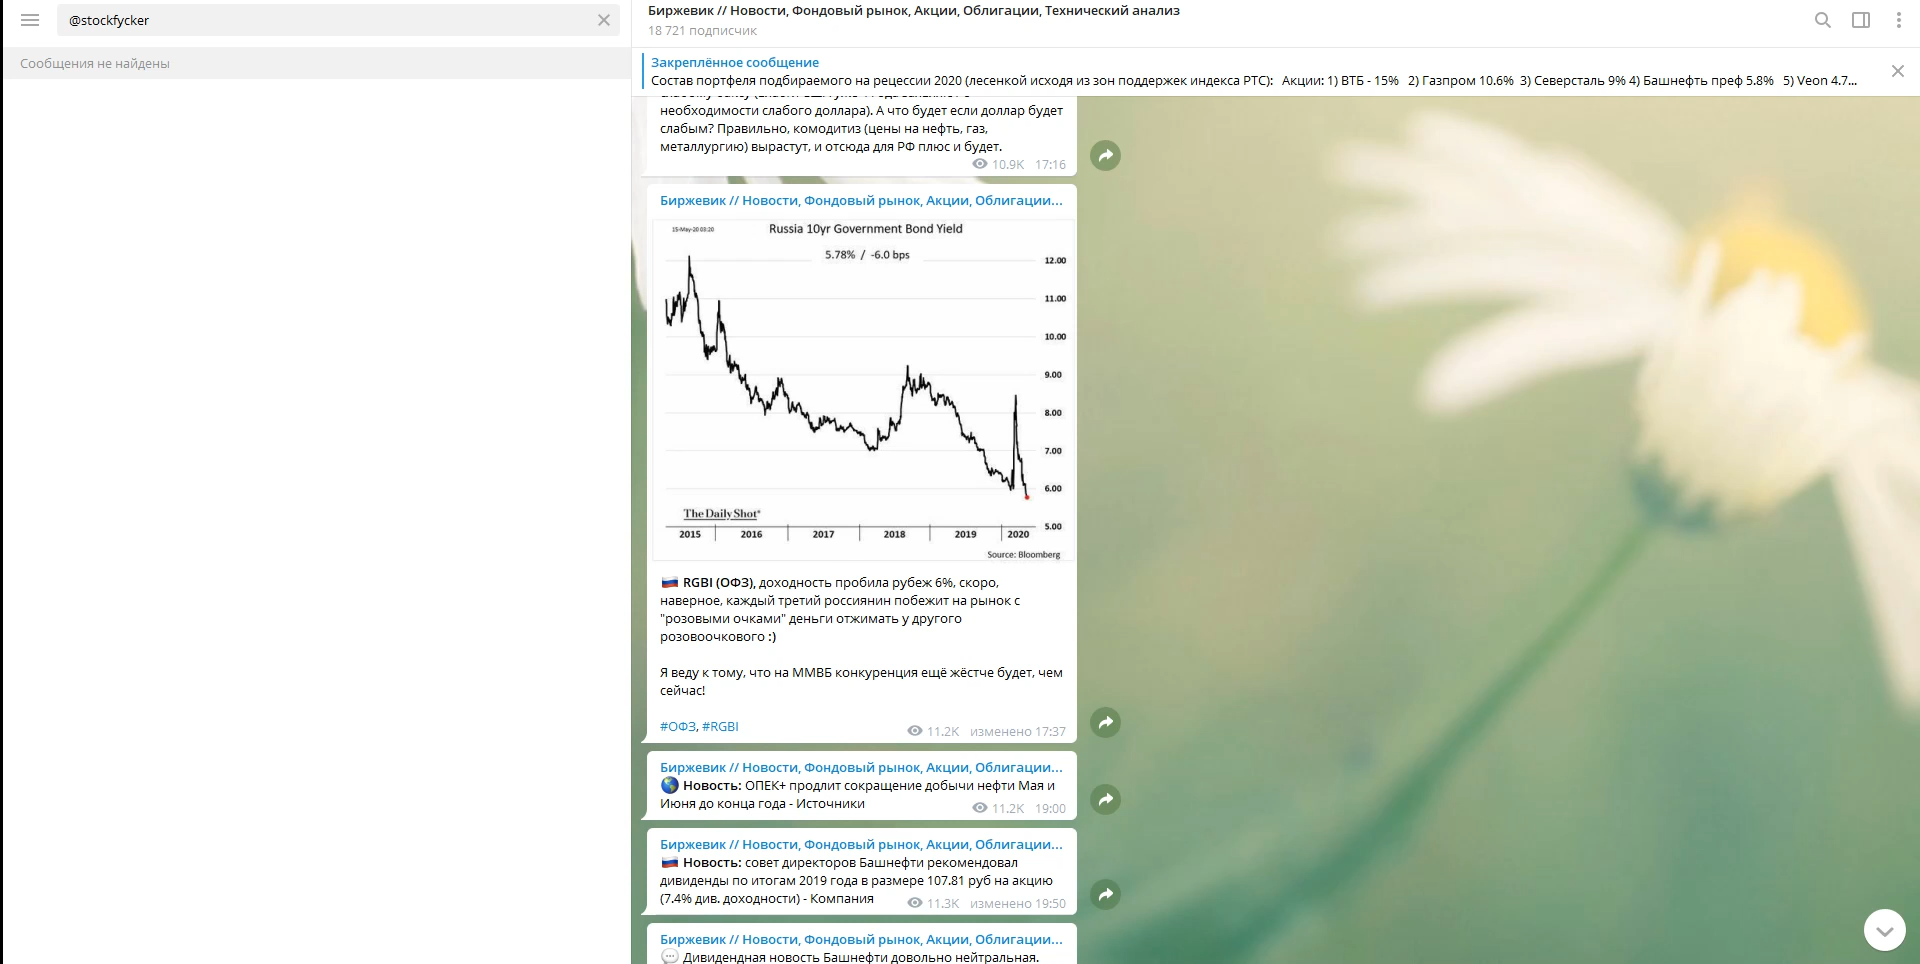 @stockfycker
Сообщения не найдены
Биржевик // Новости, Фондовый рынок, Акции, Облигации, Технический анализ
18 721 подписчик
Закреплённое сообщение
Состав портфеля подбираемого на рецессии 2020 (лесенкой исходя из зон поддержек индекса РТС): Акции: 1) ВТБ - 15% 2) Газпром 10.6% 3) Северсталь 9% 4) Башнефть преф 5.8% 5) Veon 4.7...
необходимости слабого доллара). А что будет если доллар будет
слабым? Правильно, комодитиз (цены на нефть, газ,
металлургию) вырастут, и отсюда для РФ плюс и будет.
10.9K 17:16
Биржевик // Новости, Фондовый рынок, Акции, Облигации...
15-May-20 03:20
Russia 10yr Government Bond Yield
5.78% / -6.0 bps
12.00
11.00
10.00
9.00
8.00
7.00
6.00
5.00
The Daily Shot*
2015 2016 2017 2018 2019 2020
Source: Bloomberg
RGBI (ОФЗ), доходность пробила рубеж 6%, скоро,
наверное, каждый третий россиянин побежит на рынок с
"розовыми очками" деньги отжимать у другого
розовоочкового :)
Я веду к тому, что на ММВБ конкуренция ещё жёстче будет, чем
сейчас!
#ОФЗ, #RGBI
11.2K изменено 17:37
Биржевик // Новости, Фондовый рынок, Акции, Облигации...
Новость: ОПЕК+ продлит сокращение добычи нефти Мая и
Июня до конца года - Источники
11.2K 19:00
Биржевик // Новости, Фондовый рынок, Акции, Облигации...
Новость: совет директоров Башнефти рекомендовал
дивиденды по итогам 2019 года в размере 107.81 руб на акцию
(7.4% див. доходности) - Компания
11.3K изменено 19:50
Биржевик // Новости, Фондовый рынок, Акции, Облигации...
Дивидендная новость Башнефти довольно нейтральная.